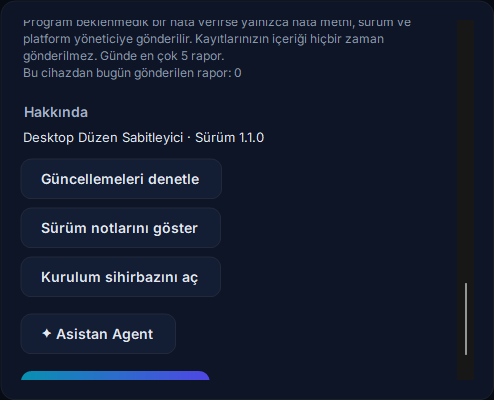 Program beklenmedik bir hata verirse yalnızca hata metni, sürüm ve
platform yöneticiye gönderilir. Kayıtlarınızın içeriği hiçbir zaman
gönderilmez. Günde en çok 5 rapor.
Bu cihazdan bugün gönderilen rapor: 0
Hakkında
Desktop Düzen Sabitleyici · Sürüm 1.1.0
Güncellemeleri denetle
Sürüm notlarını göster
Kurulum sihirbazını aç
✦ Asistan Agent